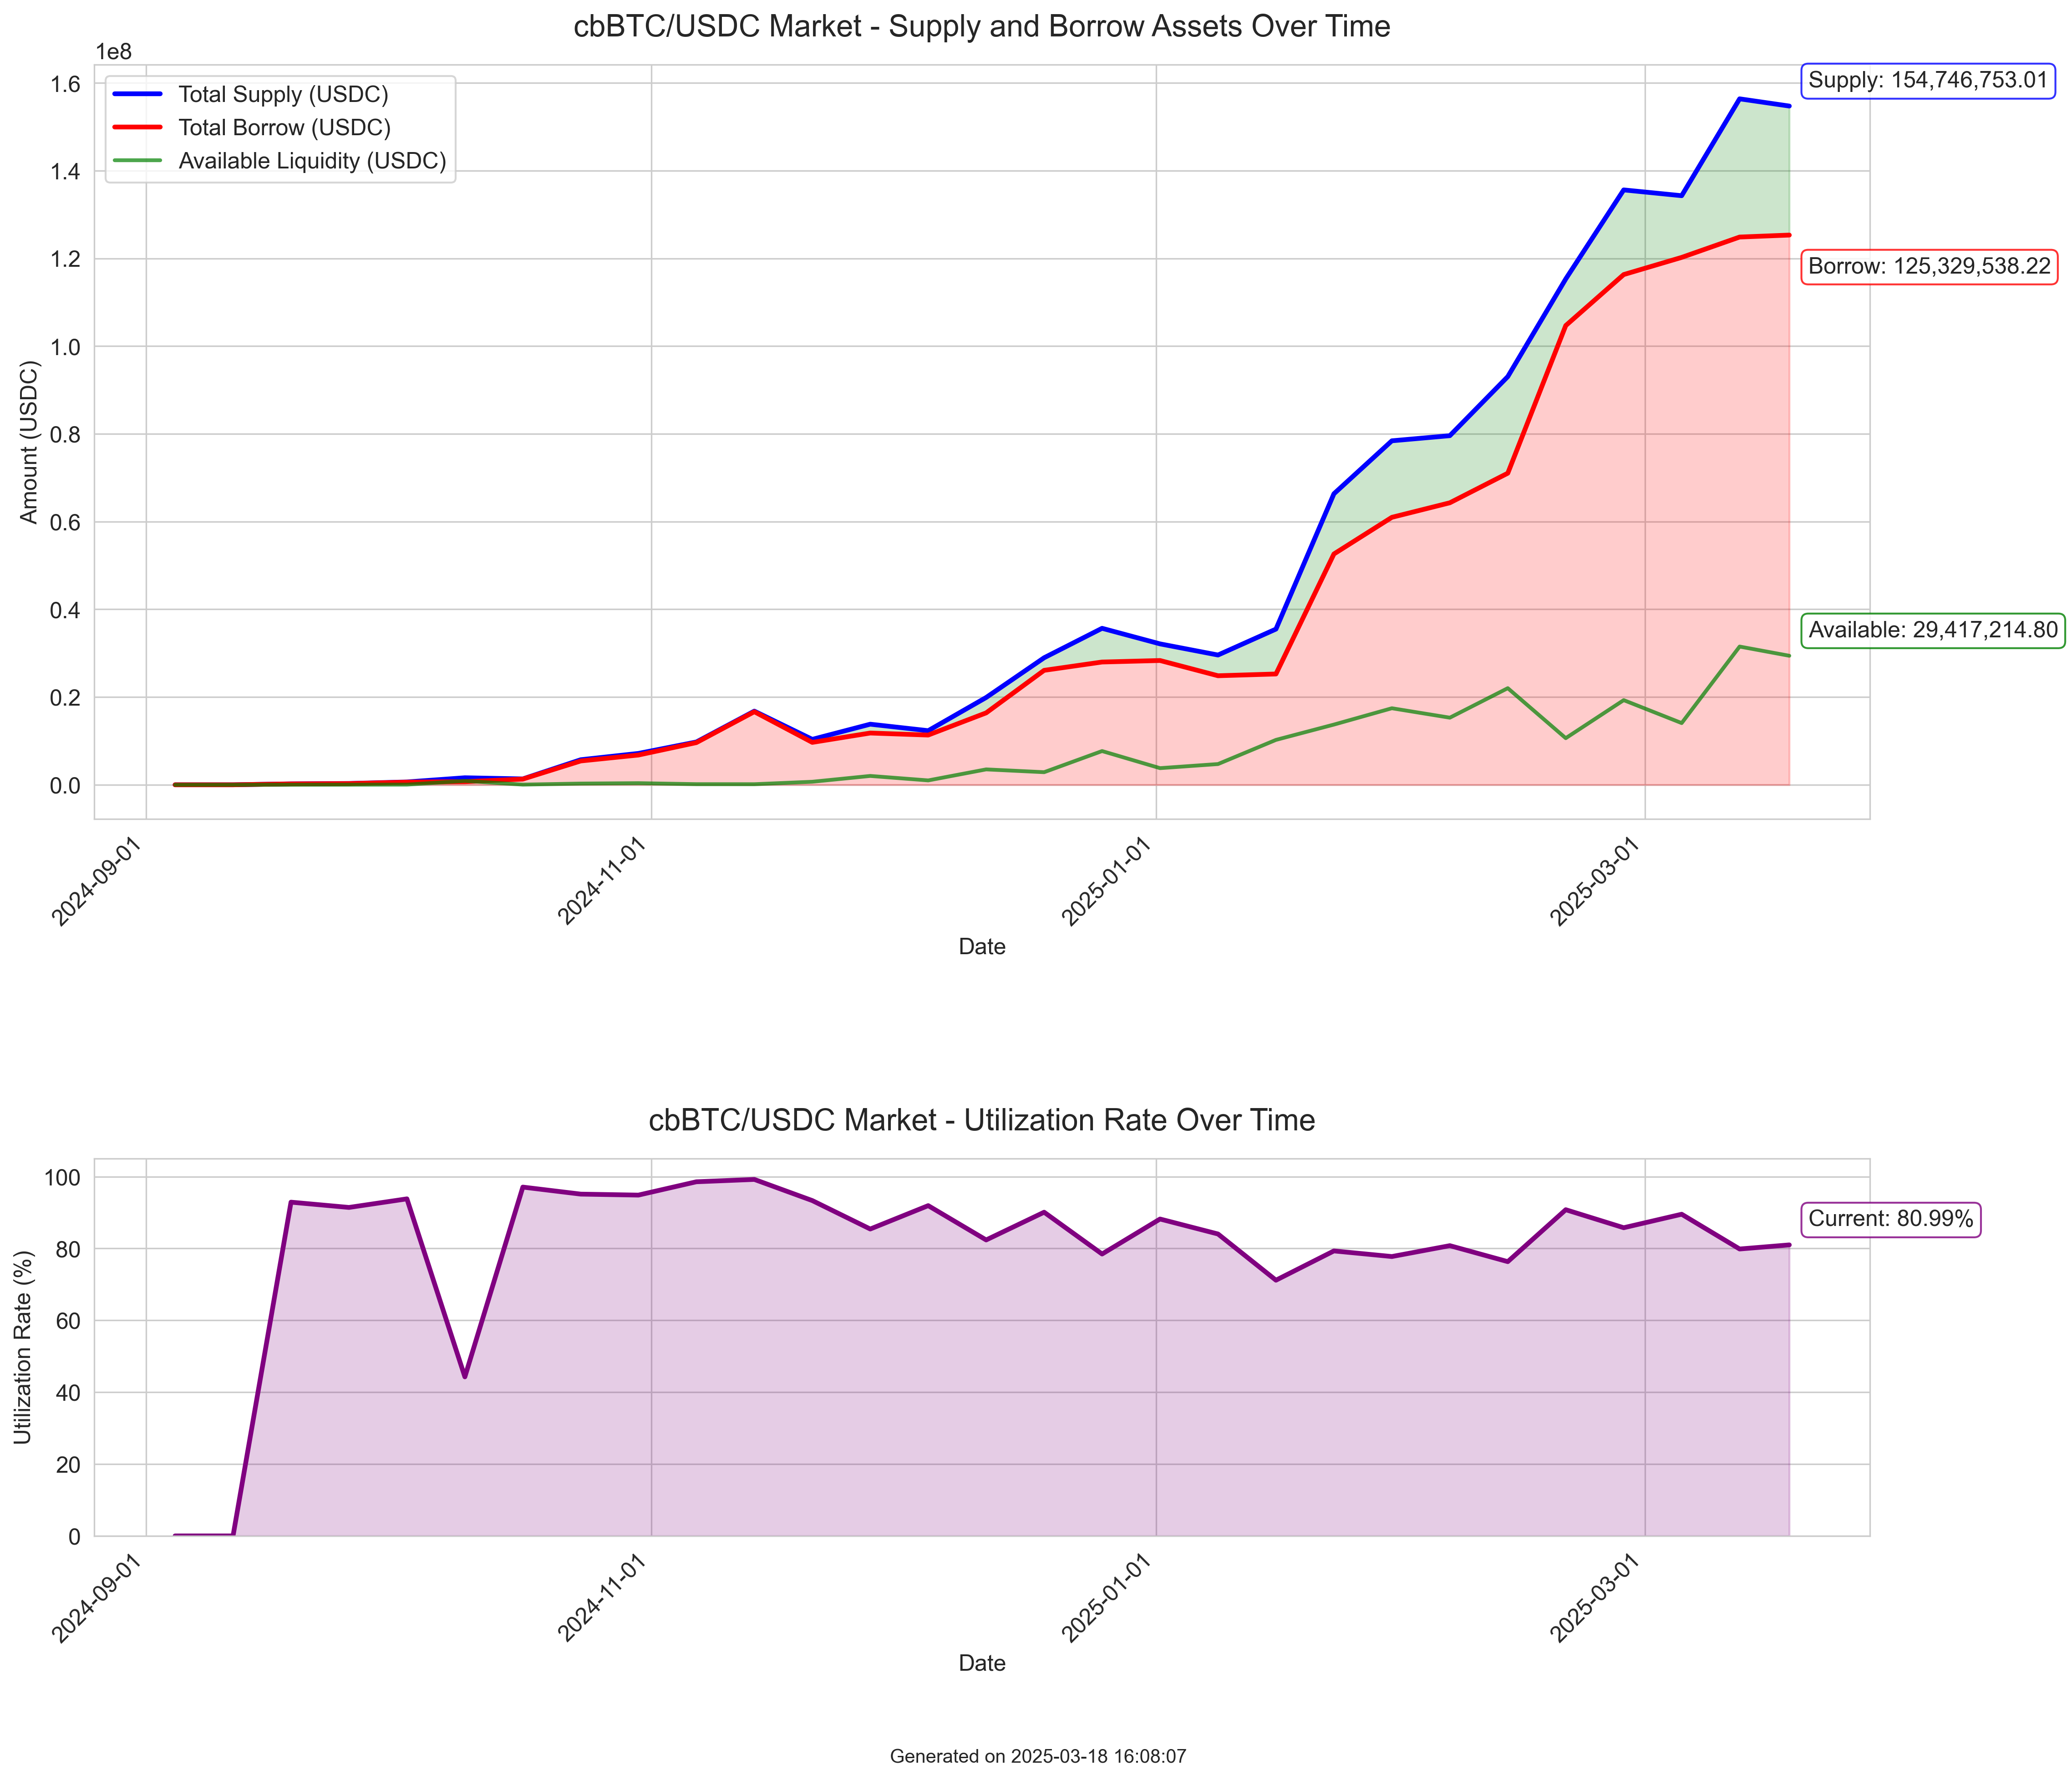 cbBTC/USDC Market - Supply and Borrow Assets Over Time
1e8
Total Supply (USDC)
Total Borrow (USDC)
Available Liquidity (USDC)
Supply: 154,746,753.01
Borrow: 125,329,538.22
Available: 29,417,214.80
Amount (USDC)
1.6
1.4
1.2
1.0
0.8
0.6
0.4
0.2
0.0
2024-09-01
2024-11-01
2025-01-01
2025-03-01
Date
cbBTC/USDC Market - Utilization Rate Over Time
Current: 80.99%
Utilization Rate (%)
100
80
60
40
20
0
2024-09-01
2024-11-01
2025-01-01
2025-03-01
Date
Generated on 2025-03-18 16:08:07